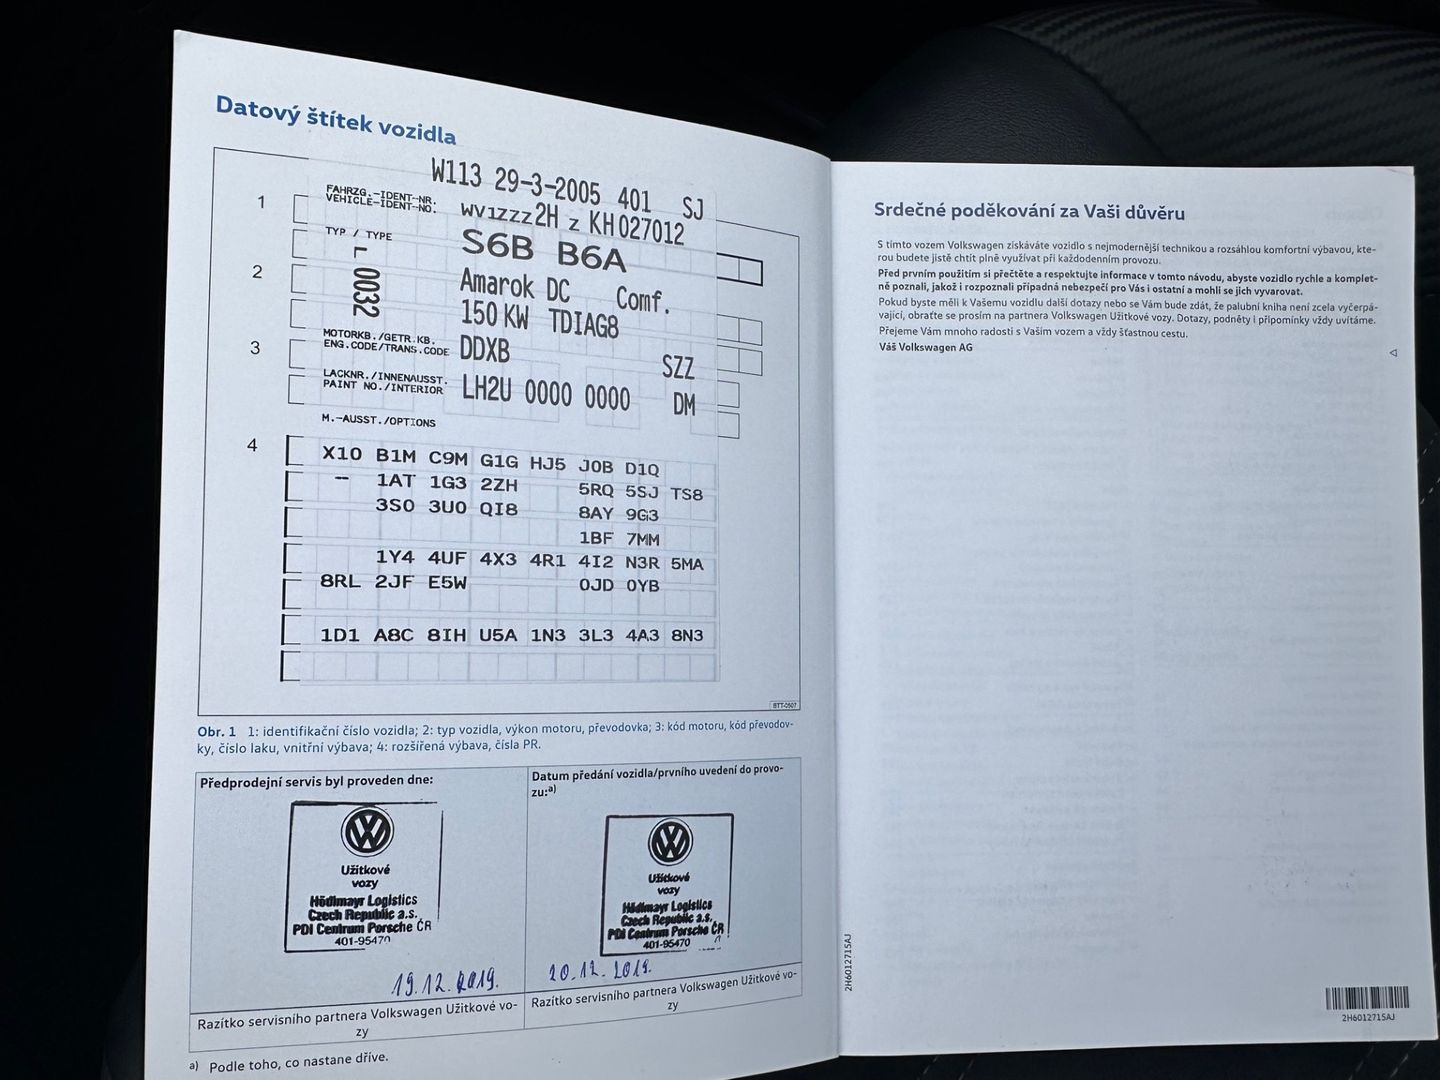 Datový štítek vozidla
W113 29-3-2005 401 SJ
1
FAHRZG.-IDENT-NR.
VEHICLE-IDENT-NO. WV1ZZZ2H Z KH027012
TYP / TYPE S6B B6A
2
L 0032
Amarok DC Comf.
150 KW TDIAG8
3
MOTORKB./GETR.KB.
ENG.CODE/TRANS.CODE DDXB SZZ
LACKNR./INNENAUSST.
PAINT NO./INTERIOR LH2U 0000 0000 DM
M.-AUSST./OPTIONS
4
X10 B1M C9M G1G HJ5 J0B D1Q
-- 1AT 1G3 2ZH 5RQ 5SJ TS8
3S0 3U0 QI8 8AY 9G3
1BF 7MM
1Y4 4UF 4X3 4R1 4I2 N3R 5MA
8RL 2JF E5W 0JD 0YB
1D1 A8C 8IH U5A 1N3 3L3 4A3 8N3
BTT-0507
Obr. 1 1: identifikační číslo vozidla; 2: typ vozidla, výkon motoru, převodovka; 3: kód motoru, kód převodov-
ky, číslo laku, vnitřní výbava; 4: rozšířená výbava, čísla PR.
Předprodejní servis byl proveden dne:
Užitkové
vozy
Hödlmayr Logistics
Czech Republic a.s.
PDI Centrum Porsche ČR
401-95470
19.12.2019.
Razítko servisního partnera Volkswagen Užitkové vo-
zy
Datum předání vozidla/prvního uvedení do provo-
zu:a)
Užitkové
vozy
Hödlmayr Logistics
Czech Republic a.s.
PDI Centrum Porsche ČR
401-95470
20.12.2019.
Razítko servisního partnera Volkswagen Užitkové vo-
zy
a) Podle toho, co nastane dříve.
Srdečné poděkování za Vaši důvěru
S tímto vozem Volkswagen získáváte vozidlo s nejmodernější technikou a rozsáhlou komfortní výbavou, kte-
rou budete jistě chtít plně využívat při každodenním provozu.
Před prvním použitím si přečtěte a respektujte informace v tomto návodu, abyste vozidlo rychle a komplet-
ně poznali, jakož i rozpoznali případná nebezpečí pro Vás i ostatní a mohli se jich vyvarovat.
Pokud byste měli k Vašemu vozidlu další dotazy nebo se Vám bude zdát, že palubní kniha není zcela vyčerpá-
vající, obraťte se prosím na partnera Volkswagen Užitkové vozy. Dotazy, podněty i připomínky vždy uvítáme.
Přejeme Vám mnoho radosti s Vaším vozem a vždy šťastnou cestu.
Váš Volkswagen AG
2H6012715AJ
2H6012715AJ